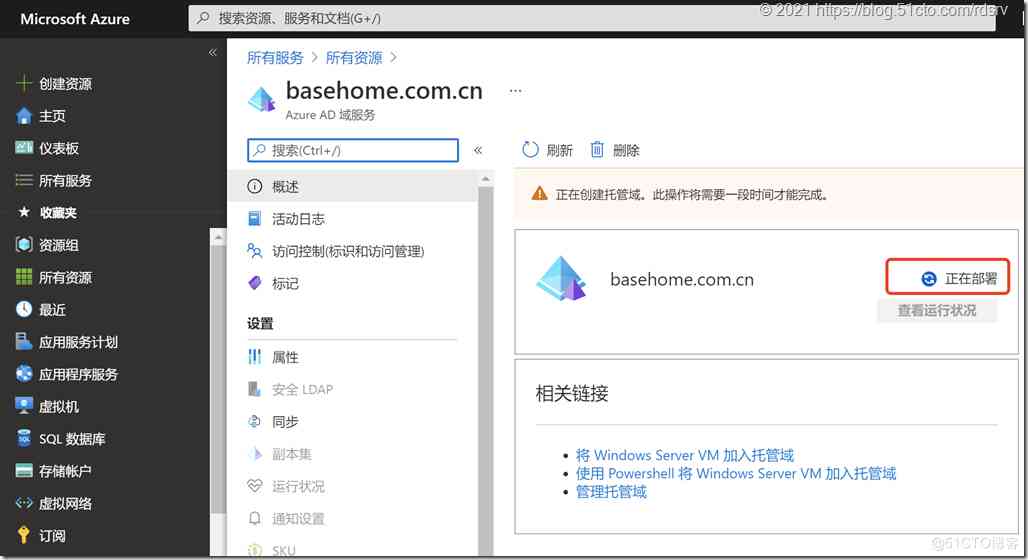 Microsoft Azure
搜索资源、服务和文档(G+/)
© 2021 https://blog.51cto.com/rdsrv
«
创建资源
主页
仪表板
所有服务
收藏夹
资源组
所有资源
最近
应用服务计划
应用程序服务
虚拟机
SQL 数据库
存储帐户
虚拟网络
订阅
所有服务 > 所有资源 >
basehome.com.cn ...
Azure AD 域服务
搜索(Ctrl+/) «
概述
活动日志
访问控制(标识和访问管理)
标记
设置
属性
安全 LDAP
同步
副本集
运行状况
通知设置
SKU
刷新 删除
正在创建托管域。此操作将需要一段时间才能完成。
basehome.com.cn
正在部署
查看运行状况
相关链接
• 将 Windows Server VM 加入托管域
• 使用 Powershell 将 Windows Server VM 加入托管域
• 管理托管域
@51CTO博客